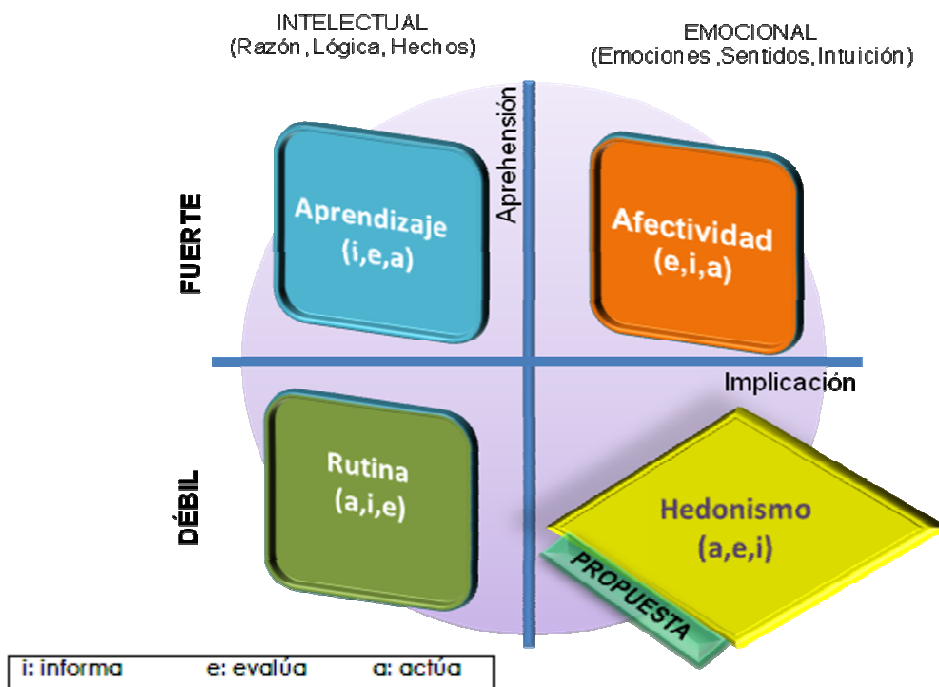 INTELECTUAL
(Razón, Lógica, Hechos)
EMOCIONAL
(Emociones ,Sentidos, Intuición)
Aprehensión
FUERTE
Aprendizaje
(i,e,a)
Afectividad
(e,i,a)
Implicación
DÉBIL
Rutina
(a,i,e)
Hedonismo
(a,e,i)
PROPUESTA
i: informa e: evalúa a: actúa